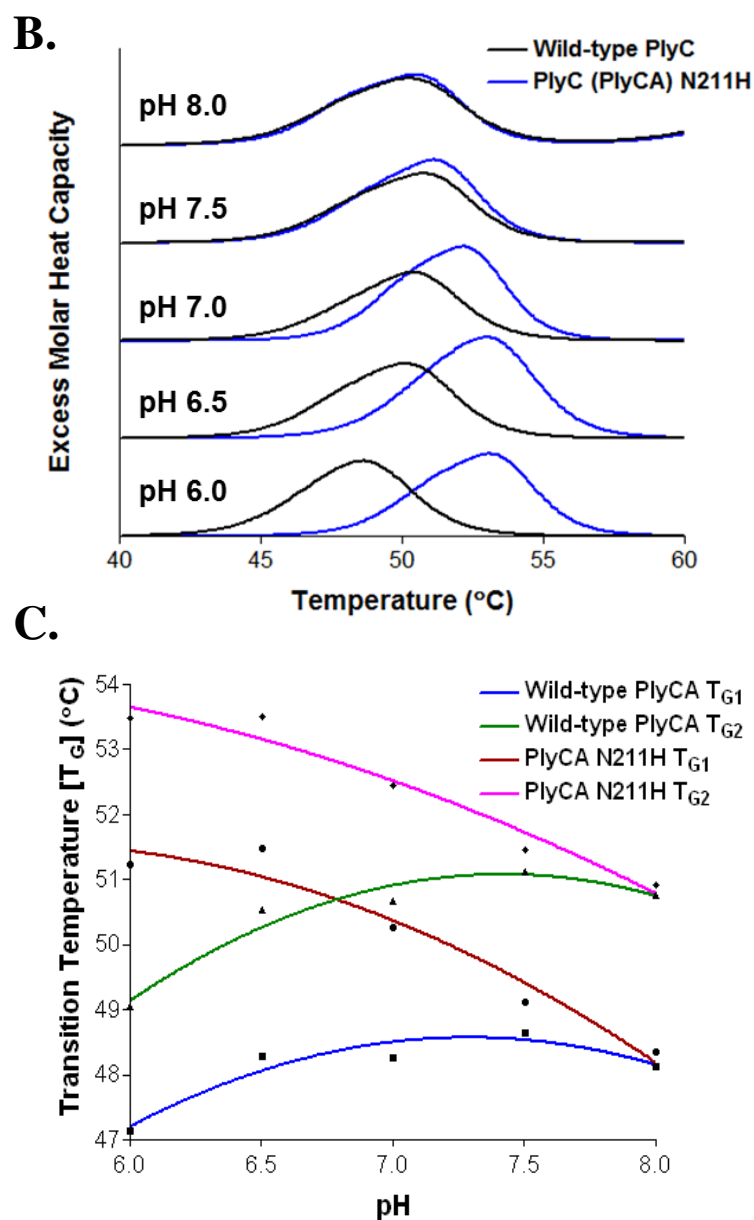 B.
Wild-type PlyC
PlyC (PlyCA) N211H
Excess Molar Heat Capacity
pH 8.0
pH 7.5
pH 7.0
pH 6.5
pH 6.0
40 45 50 55 60
Temperature (°C)
C.
Wild-type PlyCA TG1
Wild-type PlyCA TG2
PlyCA N211H TG1
PlyCA N211H TG2
Transition Temperature [TG] (°C)
54
53
52
51
50
49
48
47
6.0 6.5 7.0 7.5 8.0
pH